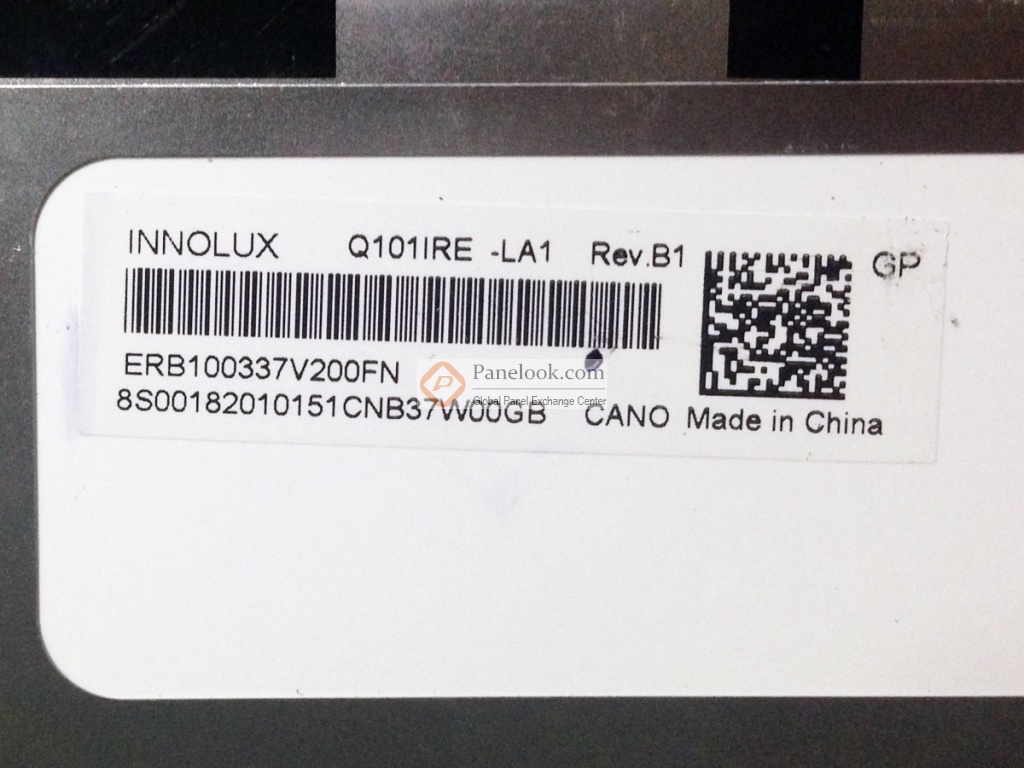 INNOLUX Q101IRE -LA1 Rev.B1 GP
ERB100337V200FN
Panelook.com
Global Panel Exchange Center
8S00182010151CNB37W00GB CANO Made in China